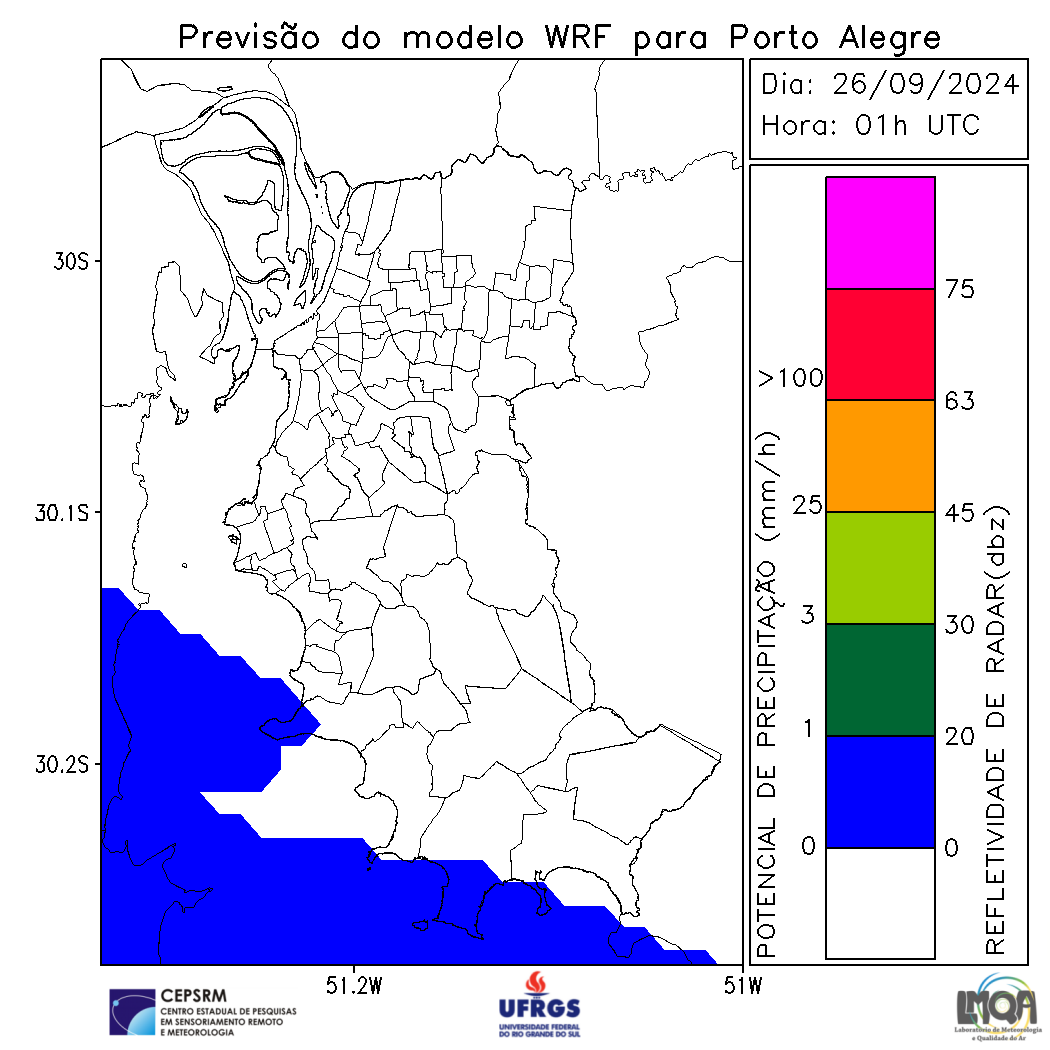 Previsão do modelo WRF para Porto Alegre
Dia: 26/09/2024
Hora: 01h UTC
30S
30.1S
30.2S
51.2W
51W
POTENCIAL DE PRECIPITAÇÃO (mm/h)
>100
25
3
1
0
75
63
45
30
20
0
REFLETIVIDADE DE RADAR(dbz)
CEPSRM
CENTRO ESTADUAL DE PESQUISAS
EM SENSORIAMENTO REMOTO
E METEOROLOGIA
UFRGS
UNIVERSIDADE FEDERAL
DO RIO GRANDE DO SUL
LMQA
Laboratório de Meteorologia
e Qualidade do Ar